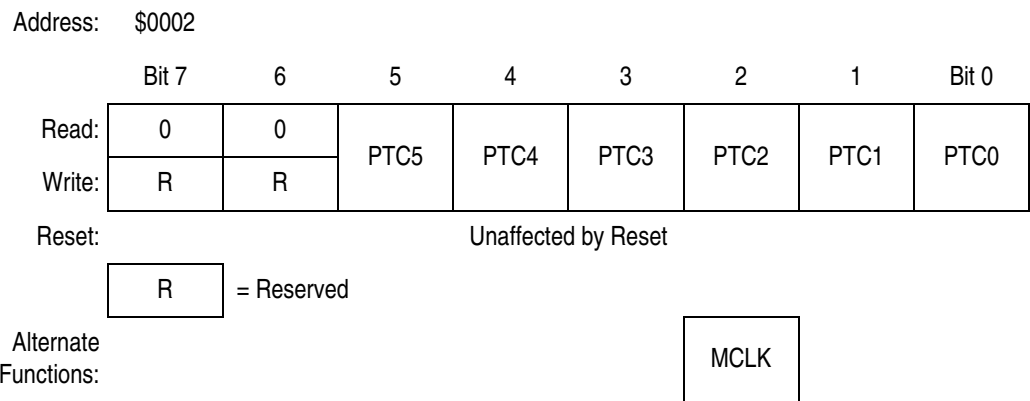 Address: $0002
Bit 7 6 5 4 3 2 1 Bit 0
Read: 0 0
PTC5 PTC4 PTC3 PTC2 PTC1 PTC0
Write: R R
Reset: Unaffected by Reset
R = Reserved
Alternate
Functions:
MCLK